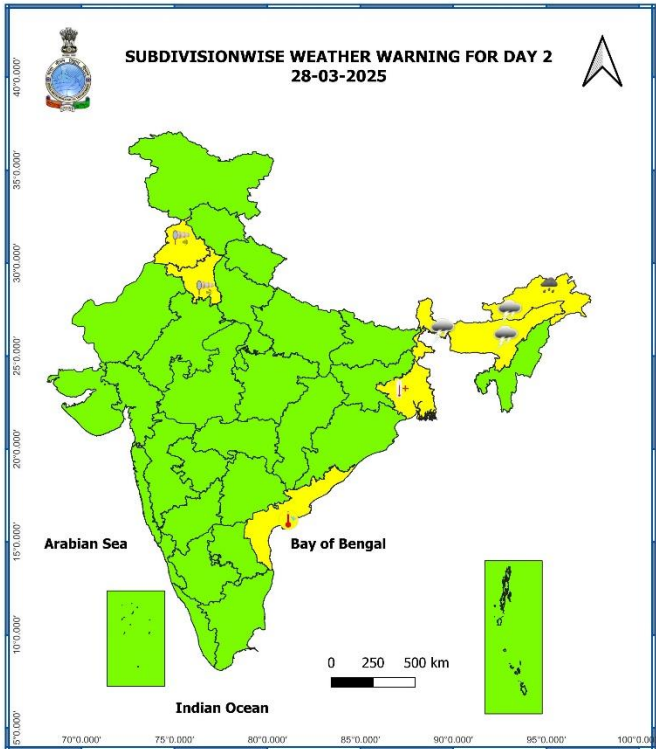 SUBDIVISIONWISE WEATHER WARNING FOR DAY 2
28-03-2025
40°0.000'
35°0.000'
30°0.000'
25°0.000'
20°0.000'
15°0.000'
10°0.000'
5°0.000'
Arabian Sea
Bay of Bengal
0 250 500 km
Indian Ocean
70°0.000' 75°0.000' 80°0.000' 85°0.000' 90°0.000' 95°0.000' 100°0.0